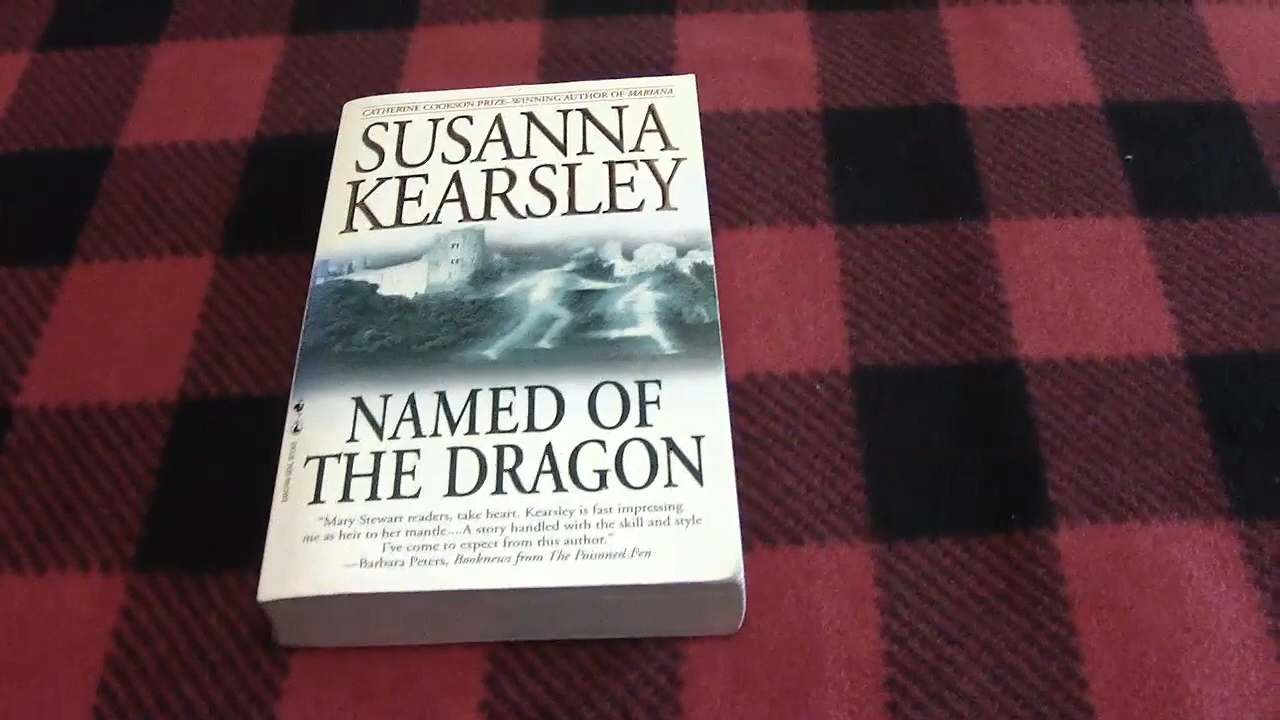 CATHERINE COOKSON PRIZE–WINNING AUTHOR OF MARIANA
SUSANNA
KEARSLEY
NAMED OF
THE DRAGON
"Mary Stewart readers, take heart. Kearsley is fast impressing
me as heir to her mantle....A story handled with the skill and style
I've come to expect from this author."
—Barbara Peters, Booknews from The Poisoned Pen